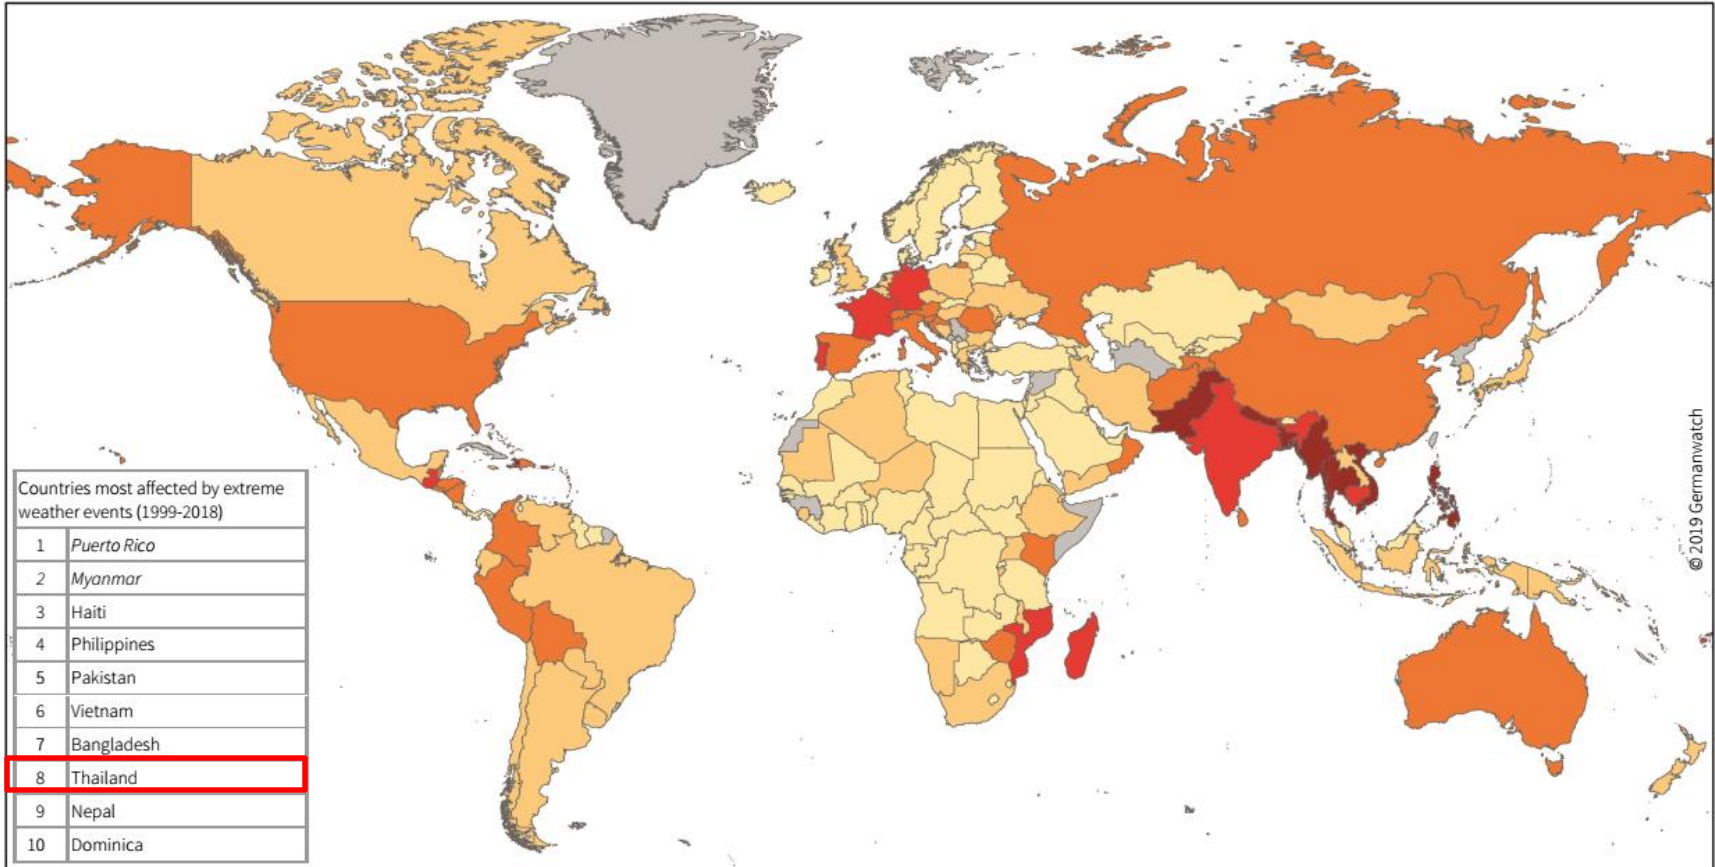 Countries most affected by extreme
weather events (1999-2018)
1 Puerto Rico
2 Myanmar
3 Haiti
4 Philippines
5 Pakistan
6 Vietnam
7 Bangladesh
8 Thailand
9 Nepal
10 Dominica
© 2019 Germanwatch